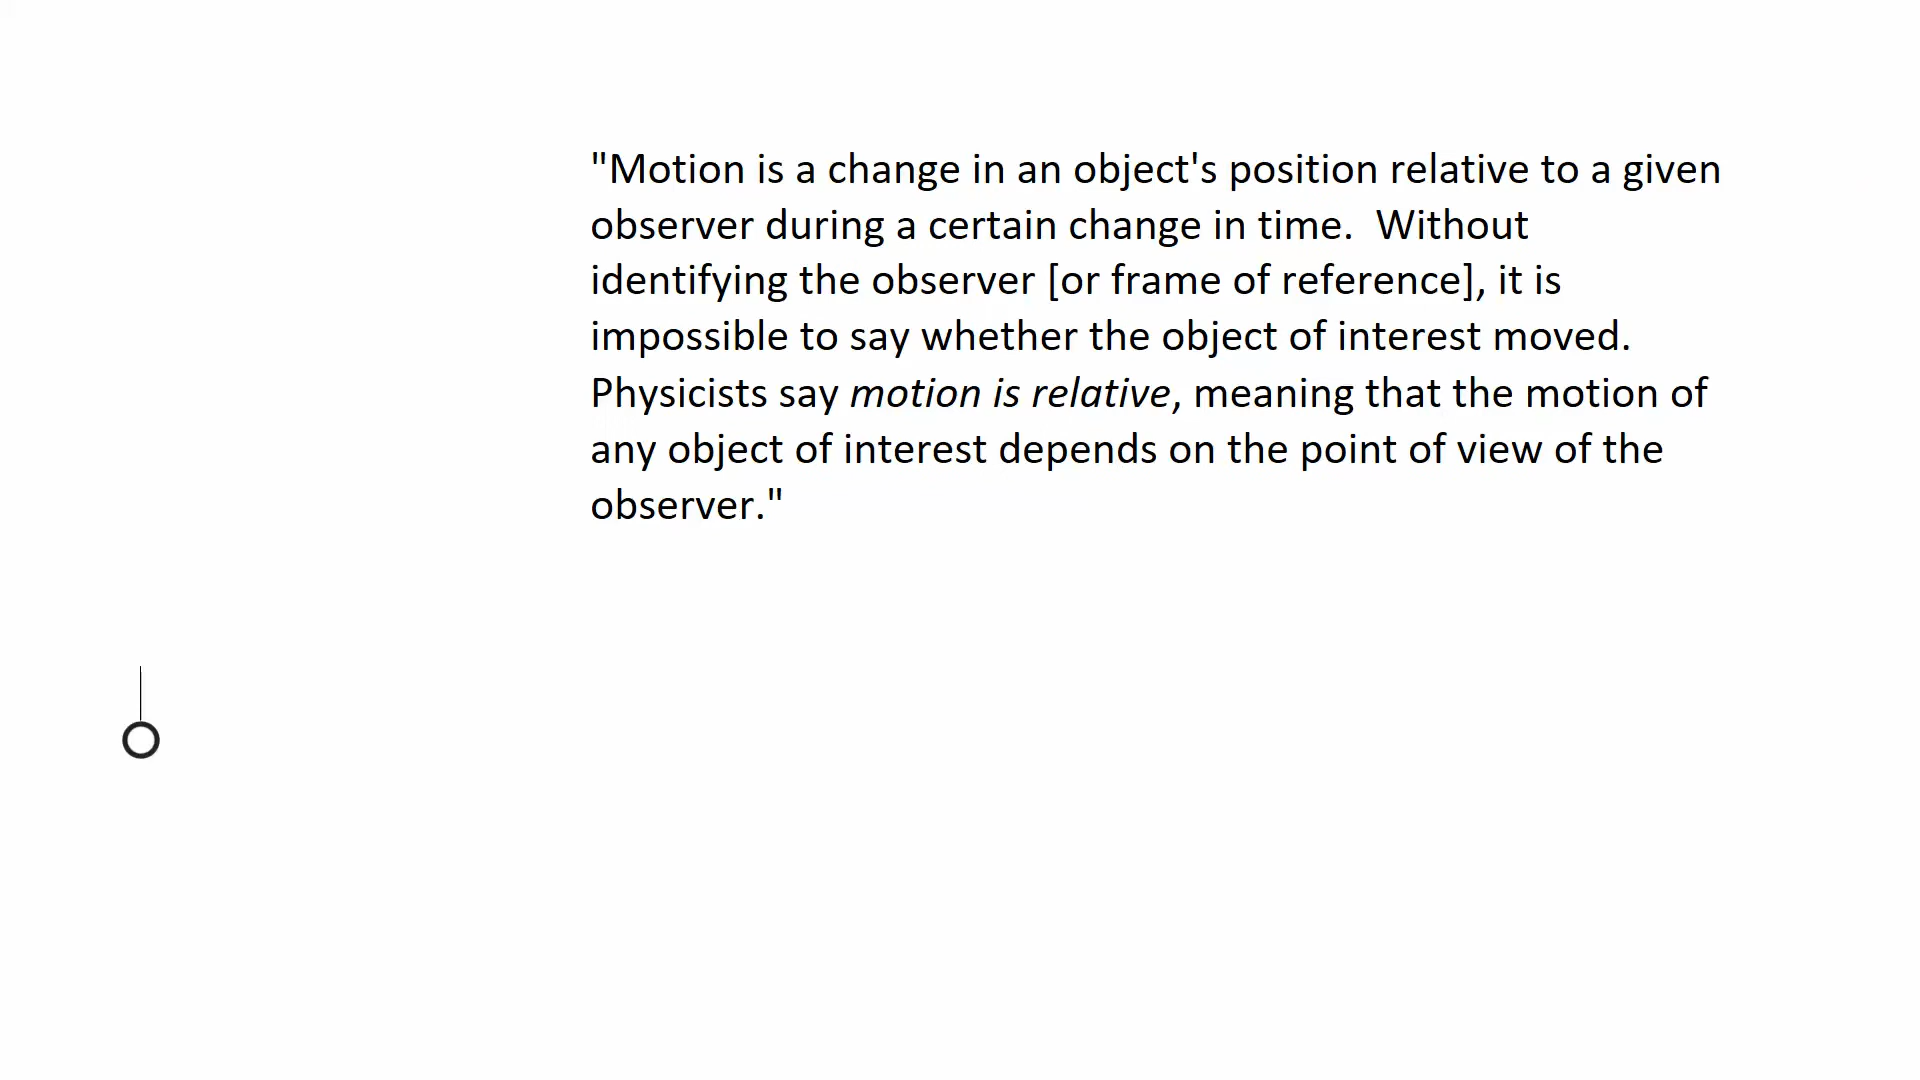 "Motion is a change in an object's position relative to a given
observer during a certain change in time.  Without
identifying the observer [or frame of reference], it is
impossible to say whether the object of interest moved.
Physicists say motion is relative, meaning that the motion of
any object of interest depends on the point of view of the
observer."